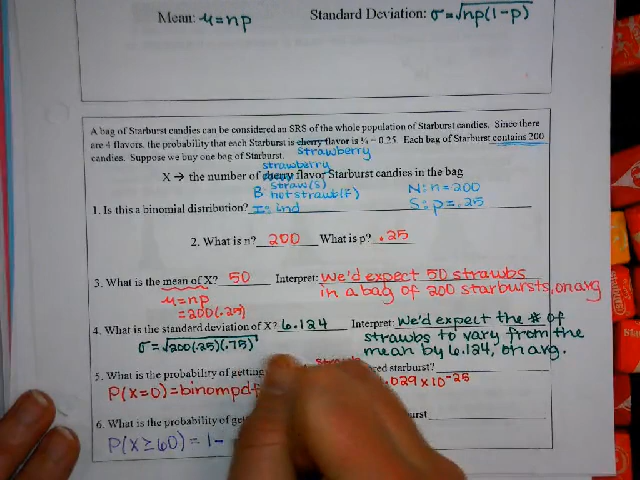 Mean: μ=np Standard Deviation: σ=√np(1-p)
A bag of Starburst candies can be considered an SRS of the whole population of Starburst candies. Since there
are 4 flavors, the probability that each Starburst is cherry flavor is ¼ = 0.25. Each bag of Starburst contains 200
strawberry
candies. Suppose we buy one bag of Starburst.
strawberry
X → the number of cherry flavor Starburst candies in the bag
B: straw(S) N: n=200
not straw(F)
1. Is this a binomial distribution? I: ind S: p=.25
2. What is n? 200 What is p? .25
3. What is the mean of X? 50 Interpret: we'd expect 50 strawbs
μ=np in a bag of 200 starbursts, on avg
=200(.25)
4. What is the standard deviation of X? 6.124 Interpret: we'd expect the # of
σ=√200(.25)(.75) strawbs to vary from the
mean by 6.124, on avg.
5. What is the probability of getting starburst?
P(X=0)=binompdf .029 x 10⁻²⁵
6. What is the probability of burst
P(X≥60)=1-